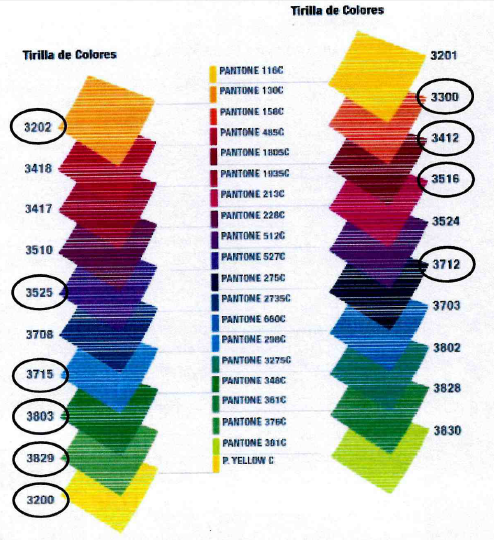 Tirilla de Colores
3202
3418
3417
3510
3525
3708
3715
3803
3829
3200
PANTONE 116C
PANTONE 130C
PANTONE 158C
PANTONE 485C
PANTONE 1805C
PANTONE 1935C
PANTONE 213C
PANTONE 228C
PANTONE 512C
PANTONE 527C
PANTONE 275C
PANTONE 2735C
PANTONE 660C
PANTONE 298C
PANTONE 3275C
PANTONE 348C
PANTONE 361C
PANTONE 376C
PANTONE 381C
P. YELLOW C
Tirilla de Colores
3201
3300
3412
3516
3524
3712
3703
3802
3828
3830